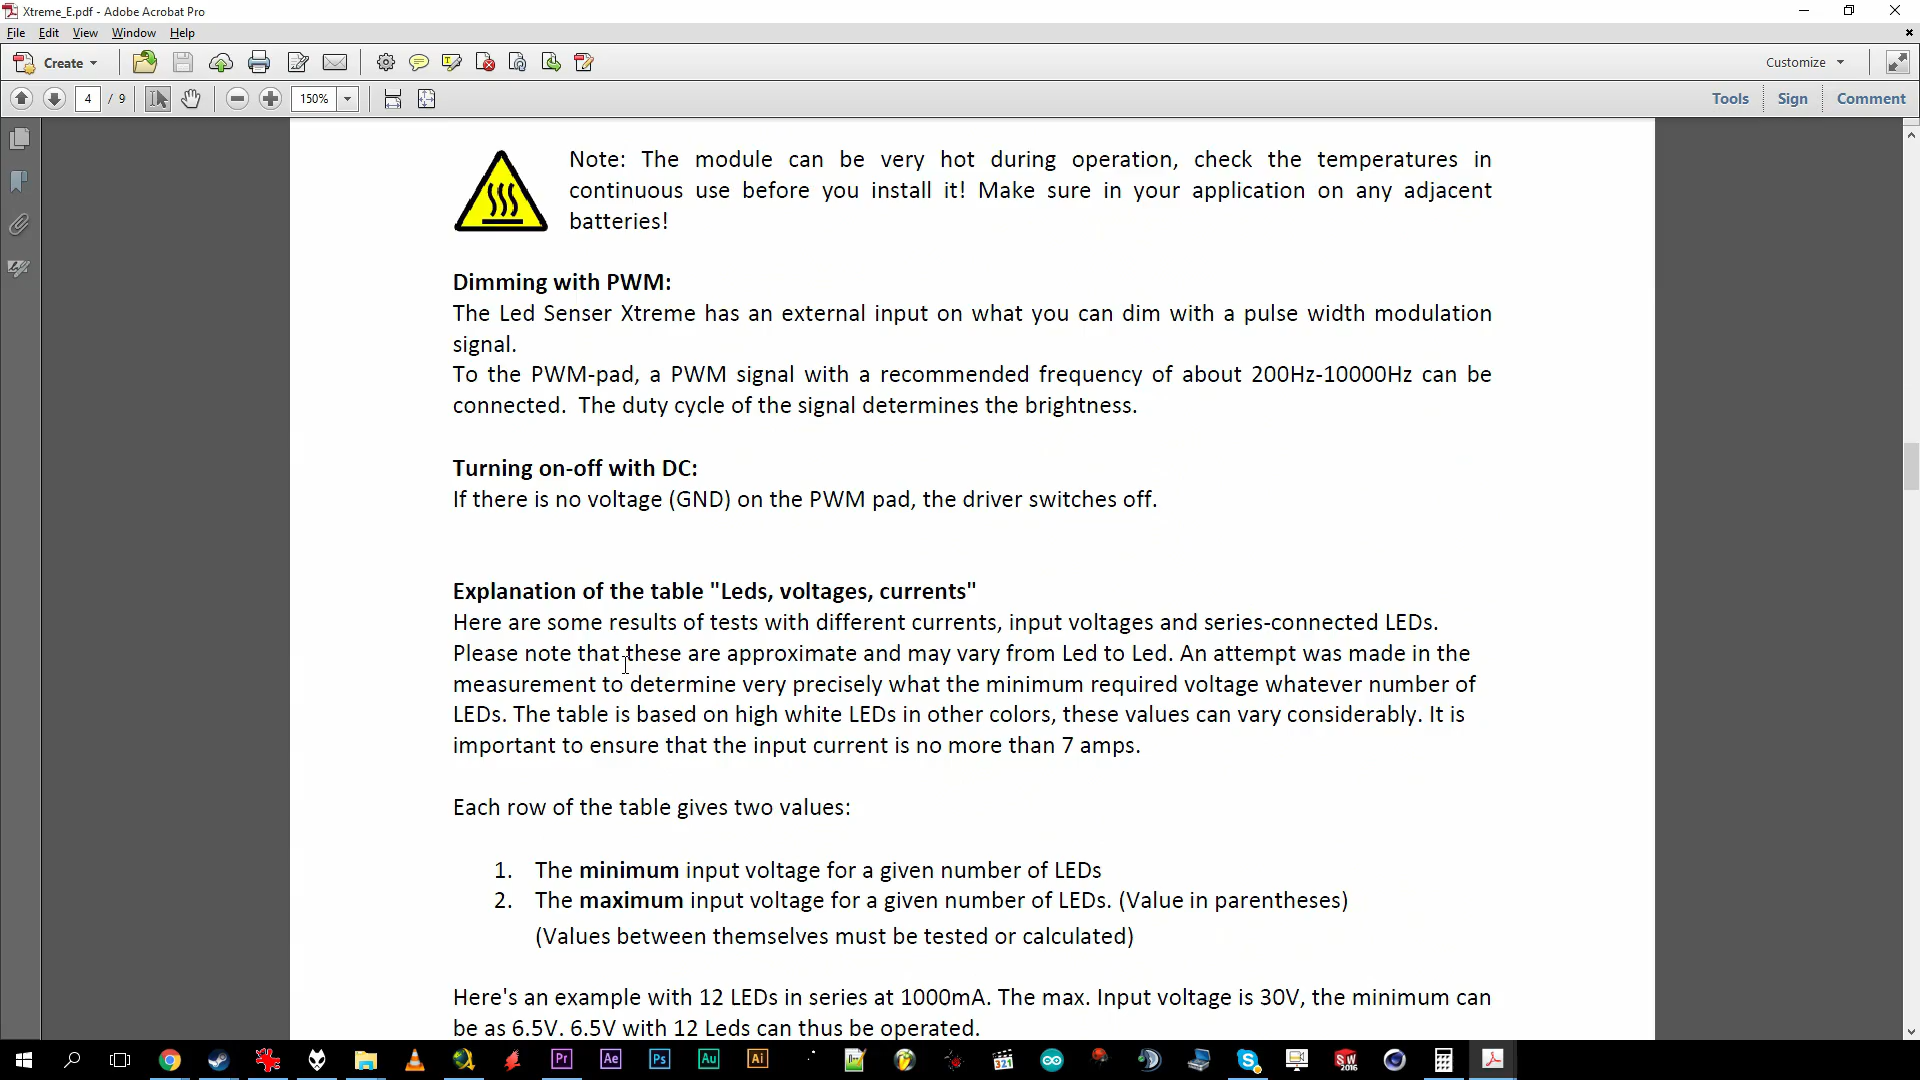 Xtreme_E.pdf - Adobe Acrobat Pro
File Edit View Window Help
Create Customize
4 / 9 150% Tools Sign Comment
Note: The module can be very hot during operation, check the temperatures in
continuous use before you install it! Make sure in your application on any adjacent
batteries!
Dimming with PWM:
The Led Senser Xtreme has an external input on what you can dim with a pulse width modulation
signal.
To the PWM-pad, a PWM signal with a recommended frequency of about 200Hz-10000Hz can be
connected. The duty cycle of the signal determines the brightness.
Turning on-off with DC:
If there is no voltage (GND) on the PWM pad, the driver switches off.
Explanation of the table "Leds, voltages, currents"
Here are some results of tests with different currents, input voltages and series-connected LEDs.
Please note that these are approximate and may vary from Led to Led. An attempt was made in the
measurement to determine very precisely what the minimum required voltage whatever number of
LEDs. The table is based on high white LEDs in other colors, these values can vary considerably. It is
important to ensure that the input current is no more than 7 amps.
Each row of the table gives two values:
1. The minimum input voltage for a given number of LEDs
2. The maximum input voltage for a given number of LEDs. (Value in parentheses)
(Values between themselves must be tested or calculated)
Here's an example with 12 LEDs in series at 1000mA. The max. Input voltage is 30V, the minimum can
be as 6.5V. 6.5V with 12 Leds can thus be operated.
Pr Ae Ps Au Ai 321 SW 2016